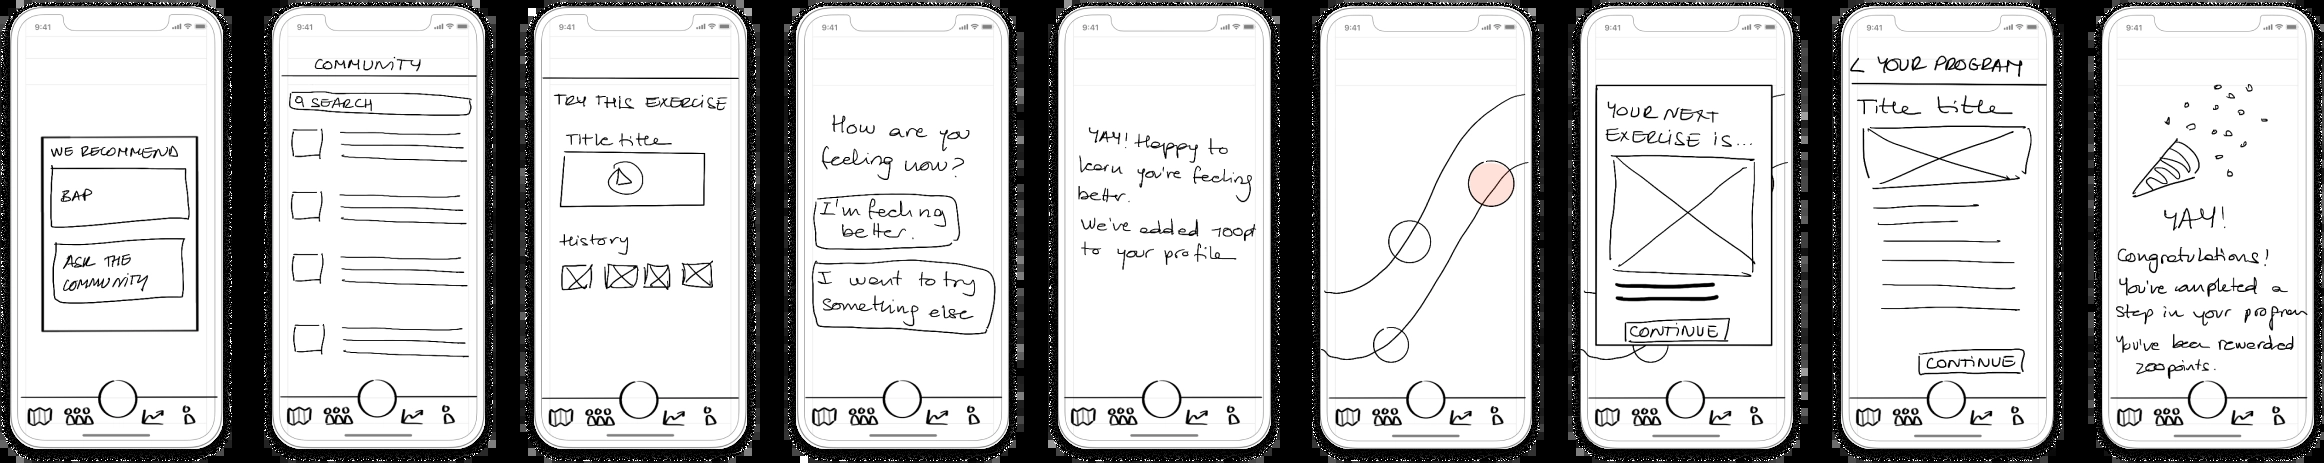 9:41
WE RECOMMEND
BAP
ASK THE
COMMUNITY
9:41
COMMUNITY
SEARCH
9:41
TRY THIS EXERCISE
Title title
History
9:41
How are you
feeling now?
I'm feeling
better.
I want to try
something else
9:41
YAY! Happy to
learn you're feeling
better.
We've added 100pt
to your profile
9:41
9:41
YOUR NEXT
EXERCISE IS...
CONTINUE
9:41
< YOUR PROGRAM
Title title
CONTINUE
9:41
YAY!
Congratulations!
You've completed a
step in your program
You've been rewarded
200 points.